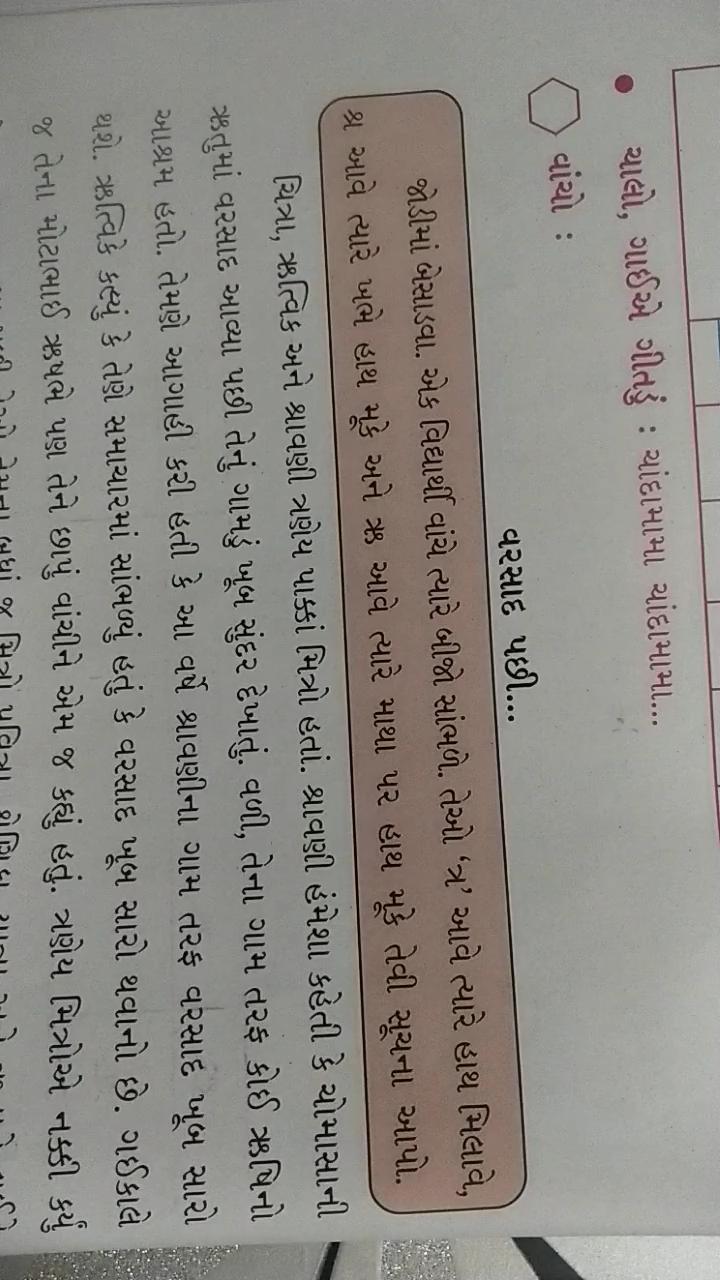 ચાલો, ગાઈએ ગીતડું : ચાંદામામા ચાંદામામા...
વાંચો :
વરસાદ પછી...
જોડીમાં બેસાડવા. એક વિદ્યાર્થી વાંચે ત્યારે બીજો સાંભળે. તેઓ ‘ત્ર’ આવે ત્યારે હાથ મિલાવે,
શ્ર આવે ત્યારે ખભે હાથ મૂકે અને ઋ આવે ત્યારે માથા પર હાથ મૂકે તેવી સૂચના આપો.
ચિત્રા, ઋત્વિક અને શ્રાવણી ત્રણેય પાક્કાં મિત્રો હતાં. શ્રાવણી હંમેશા કહેતી કે ચોમાસાની
ઋતુમાં વરસાદ આવ્યા પછી તેનું ગામડું ખૂબ સુંદર દેખાતું. વળી, તેના ગામ તરફ કોઈ ઋષિનો
આશ્રમ હતો. તેમણે આગાહી કરી હતી કે આ વર્ષે શ્રાવણીના ગામ તરફ વરસાદ ખૂબ સારો
થશે. ઋત્વિકે કહ્યું કે તેણે સમાચારમાં સાંભળ્યું હતું કે વરસાદ ખૂબ સારો થવાનો છે. ગઈકાલે
જ તેના મોટાભાઈ ઋષભે પણ તેને છાપું વાંચીને એમ જ કહ્યું હતું. ત્રણેય મિત્રોએ નક્કી કર્યું